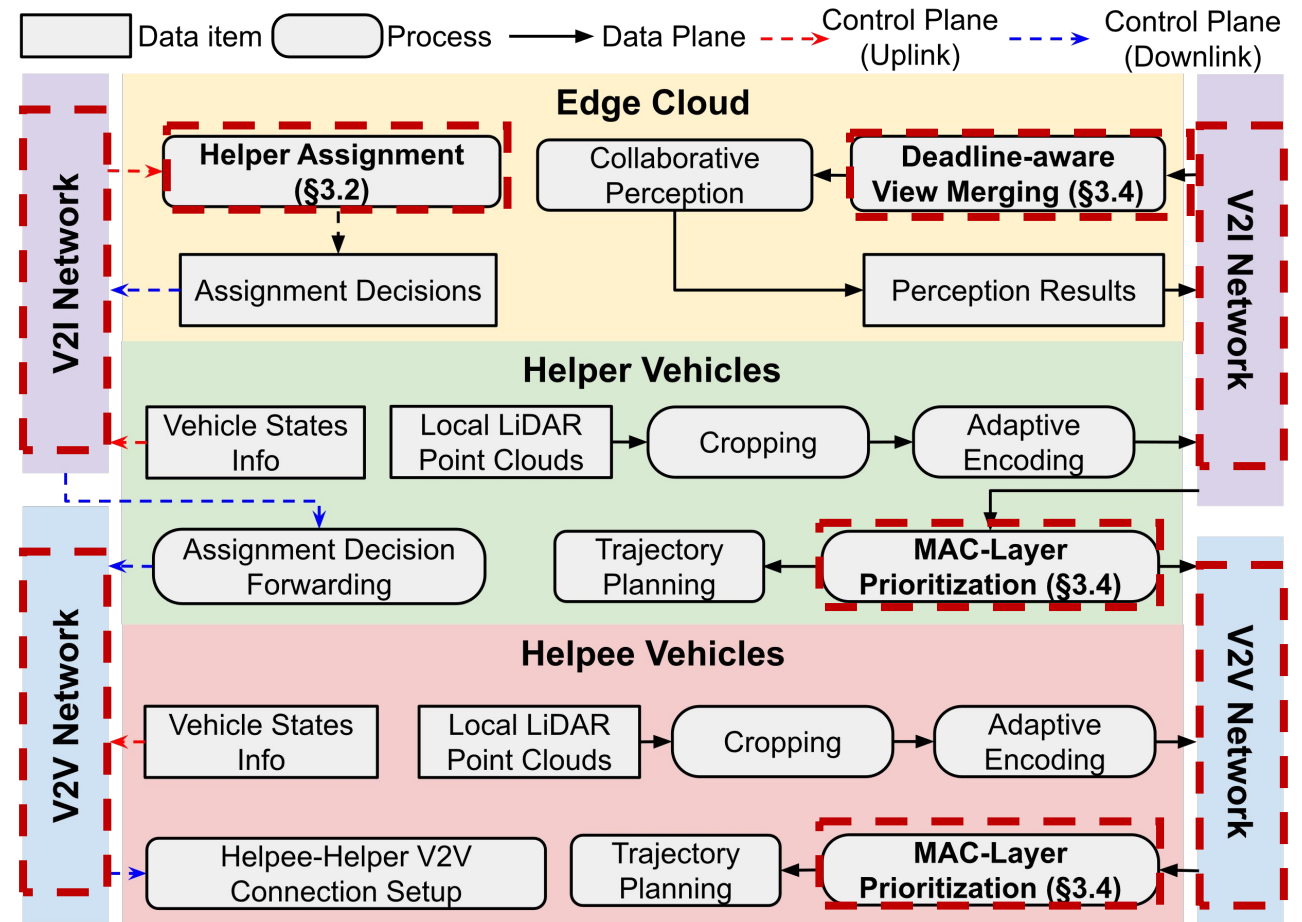 Data item
Process
Data Plane
Control Plane
(Uplink)
Control Plane
(Downlink)
Edge Cloud
V2I Network
Helper Assignment
(§3.2)
Collaborative
Perception
Deadline-aware
View Merging (§3.4)
V2I Network
Assignment Decisions
Perception Results
Helper Vehicles
Vehicle States
Info
Local LiDAR
Point Clouds
Cropping
Adaptive
Encoding
Assignment Decision
Forwarding
Trajectory
Planning
MAC-Layer
Prioritization (§3.4)
Helpee Vehicles
V2V Network
Vehicle States
Info
Local LiDAR
Point Clouds
Cropping
Adaptive
Encoding
V2V Network
Helpee-Helper V2V
Connection Setup
Trajectory
Planning
MAC-Layer
Prioritization (§3.4)